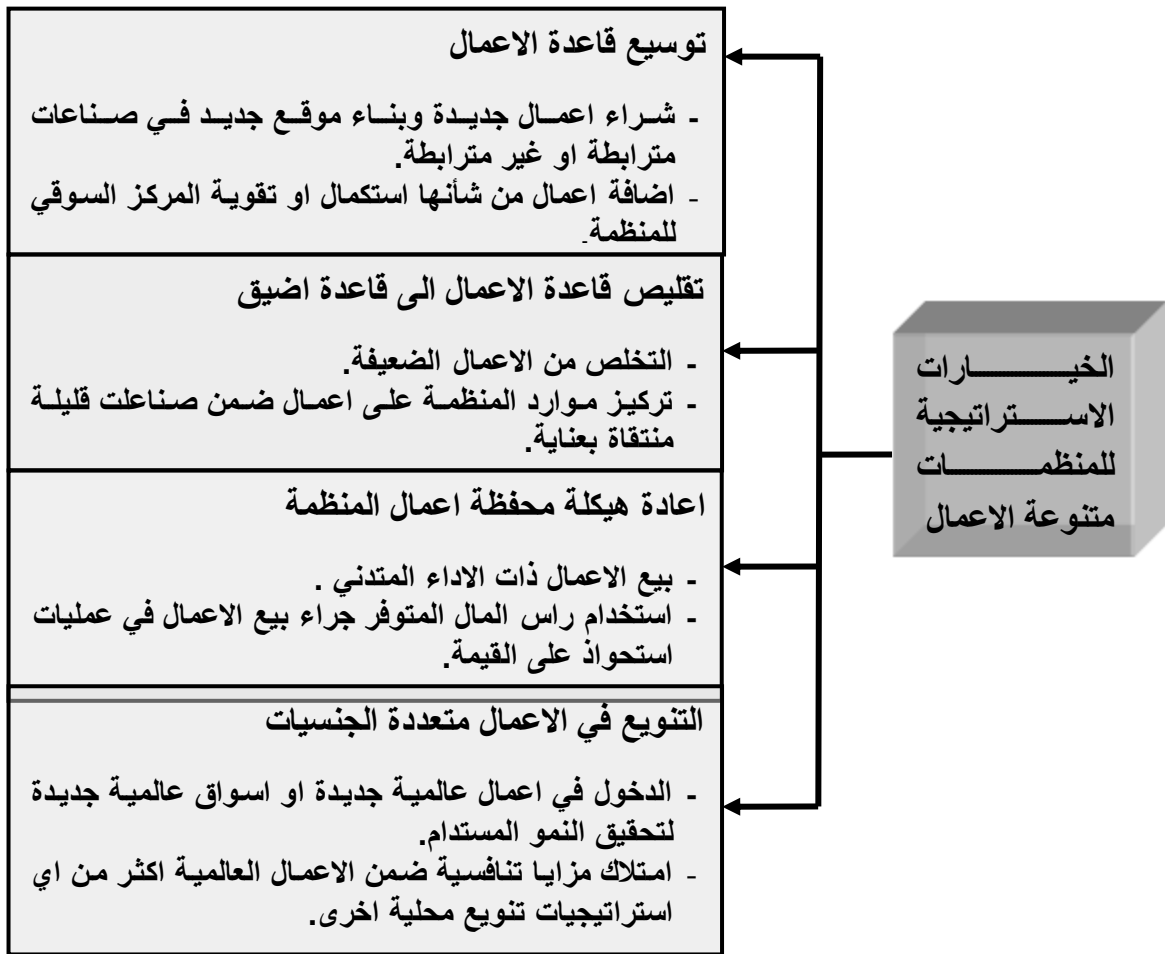 الخيارات
الاستراتيجية
للمنظمات
متنوعة الاعمال
توسيع قاعدة الاعمال
- شراء اعمال جديدة وبناء موقع جديد في صناعات
مترابطة او غير مترابطة.
- اضافة اعمال من شأنها استكمال او تقوية المركز السوقي
للمنظمة.
تقليص قاعدة الاعمال الى قاعدة اضيق
- التخلص من الاعمال الضعيفة.
- تركيز موارد المنظمة على اعمال ضمن صناعلت قليلة
منتقاة بعناية.
اعادة هيكلة محفظة اعمال المنظمة
- بيع الاعمال ذات الاداء المتدني .
- استخدام راس المال المتوفر جراء بيع الاعمال في عمليات
استحواذ على القيمة.
التنويع في الاعمال متعددة الجنسيات
- الدخول في اعمال عالمية جديدة او اسواق عالمية جديدة
لتحقيق النمو المستدام.
- امتلاك مزايا تنافسية ضمن الاعمال العالمية اكثر من اي
استراتيجيات تنويع محلية اخرى.